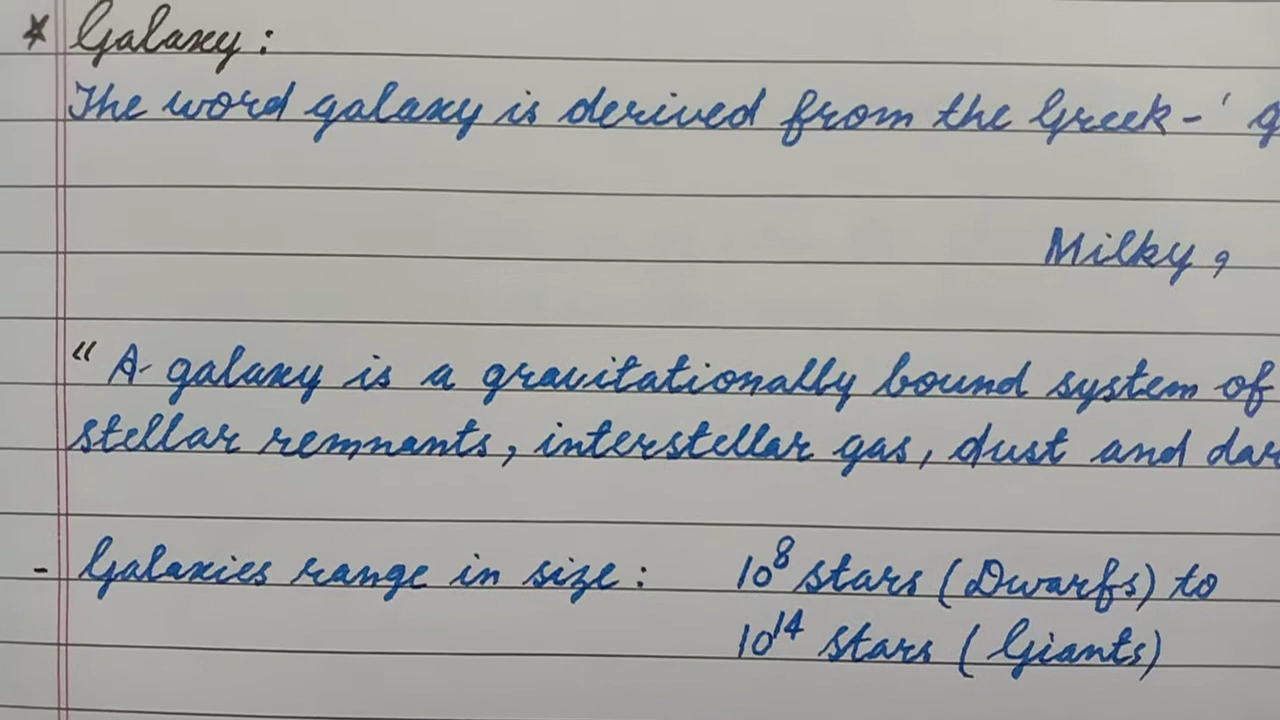 * Galaxy:
The word galaxy is derived from the Greek - '
Milky,
" A galaxy is a gravitationally bound system of
stellar remnants, interstellar gas, dust and
- Galaxies range in size: 10⁸ stars (Dwarfs) to
10¹⁴ stars (Giants)